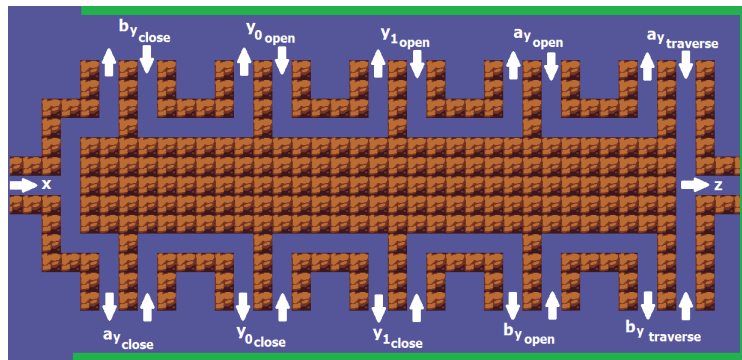 by close
y0 open
y1 open
ay open
ay traverse
x
z
ay close
y0 close
y1 close
by open
by traverse